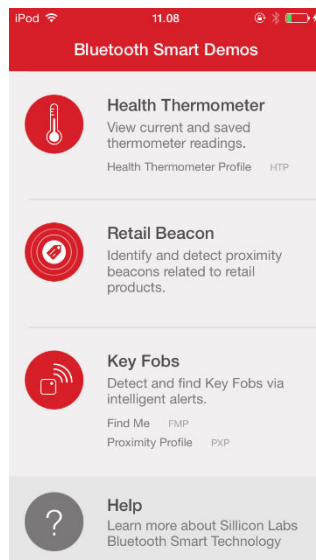 iPod 11.08
Bluetooth Smart Demos
Health Thermometer
View current and saved
thermometer readings.
Health Thermometer Profile HTP
Retail Beacon
Identify and detect proximity
beacons related to retail
products.
Key Fobs
Detect and find Key Fobs via
intelligent alerts.
Find Me FMP
Proximity Profile PXP
?
Help
Learn more about Sillicon Labs
Bluetooth Smart Technology